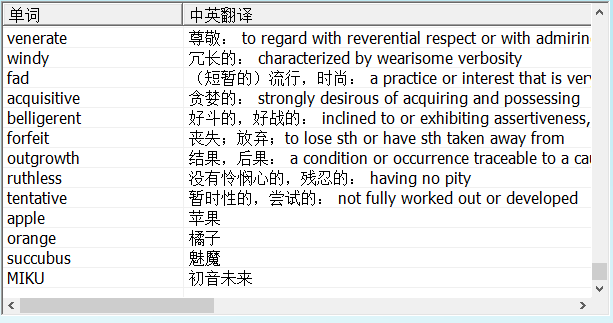 单词 中英翻译
venerate 尊敬： to regard with reverential respect or with admiring
windy 冗长的： characterized by wearisome verbosity
fad （短暂的）流行，时尚： a practice or interest that is very
acquisitive 贪婪的： strongly desirous of acquiring and possessing
belligerent 好斗的，好战的： inclined to or exhibiting assertiveness,
forfeit 丧失；放弃；to lose sth or have sth taken away from
outgrowth 结果，后果： a condition or occurrence traceable to a
ruthless 没有怜悯心的，残忍的： having no pity
tentative 暂时性的，尝试的： not fully worked out or developed
apple 苹果
orange 橘子
succubus 魅魔
MIKU 初音未来